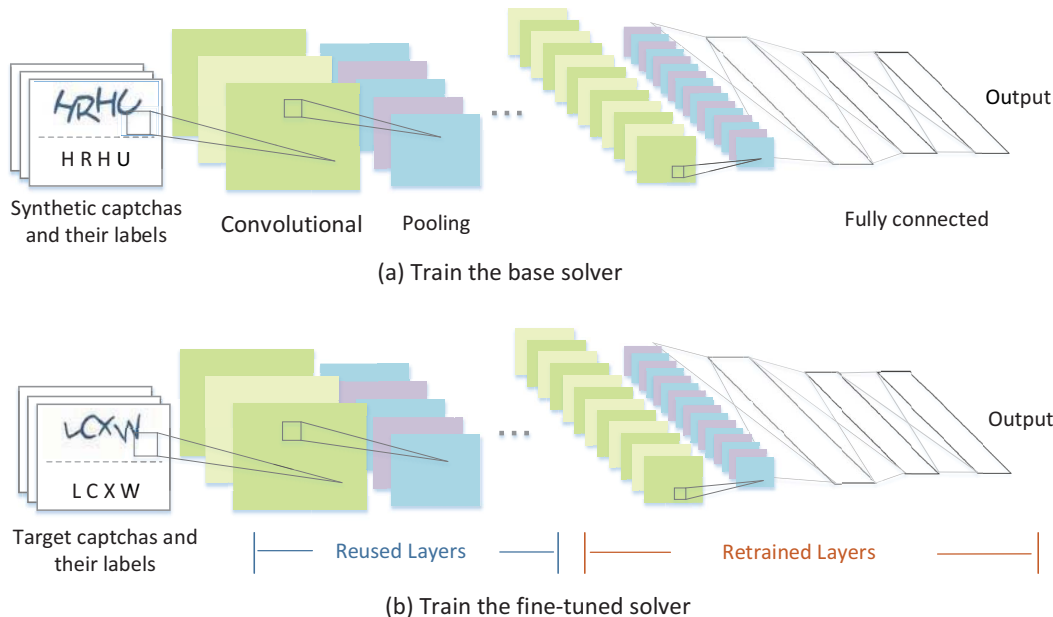 HRHU
H R H U
Synthetic captchas
and their labels
Convolutional
Pooling
...
Fully connected
Output
(a) Train the base solver
LCXW
L C X W
Target captchas and
their labels
...
Output
Reused Layers
Retrained Layers
(b) Train the fine-tuned solver